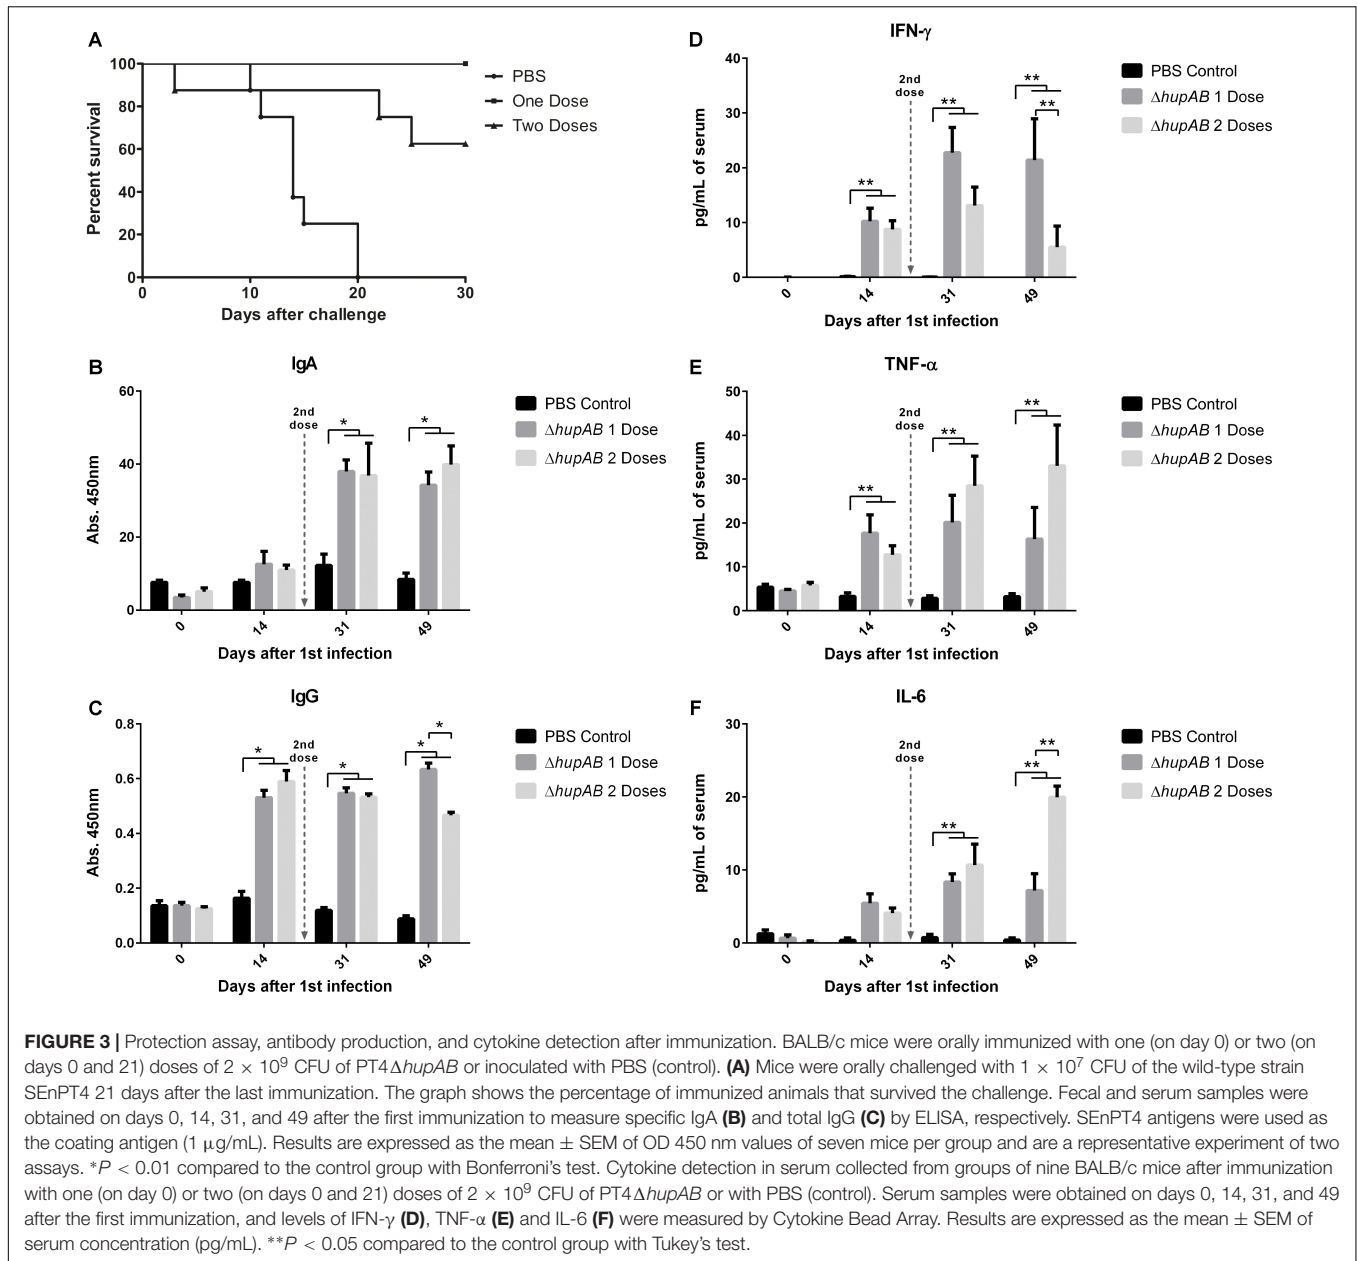 A
Percent survival
100
80
60
40
20
0
0 10 20 30
Days after challenge
PBS
One Dose
Two Doses
B
IgA
Abs. 450nm
60
40
20
0
2nd
dose
* *
0 14 31 49
Days after 1st infection
PBS Control
ΔhupAB 1 Dose
ΔhupAB 2 Doses
C
IgG
Abs. 450nm
0.8
0.6
0.4
0.2
0.0
2nd
dose
* * * *
0 14 31 49
Days after 1st infection
PBS Control
ΔhupAB 1 Dose
ΔhupAB 2 Doses
D
IFN-γ
pg/mL of serum
40
30
20
10
0
2nd
dose
** ** ** **
0 14 31 49
Days after 1st infection
PBS Control
ΔhupAB 1 Dose
ΔhupAB 2 Doses
E
TNF-α
pg/mL of serum
50
40
30
20
10
0
2nd
dose
** ** **
0 14 31 49
Days after 1st infection
PBS Control
ΔhupAB 1 Dose
ΔhupAB 2 Doses
F
IL-6
pg/mL of serum
30
20
10
0
2nd
dose
** ** **
0 14 31 49
Days after 1st infection
PBS Control
ΔhupAB 1 Dose
ΔhupAB 2 Doses
FIGURE 3 | Protection assay, antibody production, and cytokine detection after immunization. BALB/c mice were orally immunized with one (on day 0) or two (on
days 0 and 21) doses of 2 × 10⁹ CFU of PT4ΔhupAB or inoculated with PBS (control). (A) Mice were orally challenged with 1 × 10⁷ CFU of the wild-type strain
SEnPT4 21 days after the last immunization. The graph shows the percentage of immunized animals that survived the challenge. Fecal and serum samples were
obtained on days 0, 14, 31, and 49 after the first immunization to measure specific IgA (B) and total IgG (C) by ELISA, respectively. SEnPT4 antigens were used as
the coating antigen (1 μg/mL). Results are expressed as the mean ± SEM of OD 450 nm values of seven mice per group and are a representative experiment of two
assays. *P < 0.01 compared to the control group with Bonferroni's test. Cytokine detection in serum collected from groups of nine BALB/c mice after immunization
with one (on day 0) or two (on days 0 and 21) doses of 2 × 10⁹ CFU of PT4ΔhupAB or with PBS (control). Serum samples were obtained on days 0, 14, 31, and 49
after the first immunization, and levels of IFN-γ (D), TNF-α (E) and IL-6 (F) were measured by Cytokine Bead Array. Results are expressed as the mean ± SEM of
serum concentration (pg/mL). **P < 0.05 compared to the control group with Tukey's test.